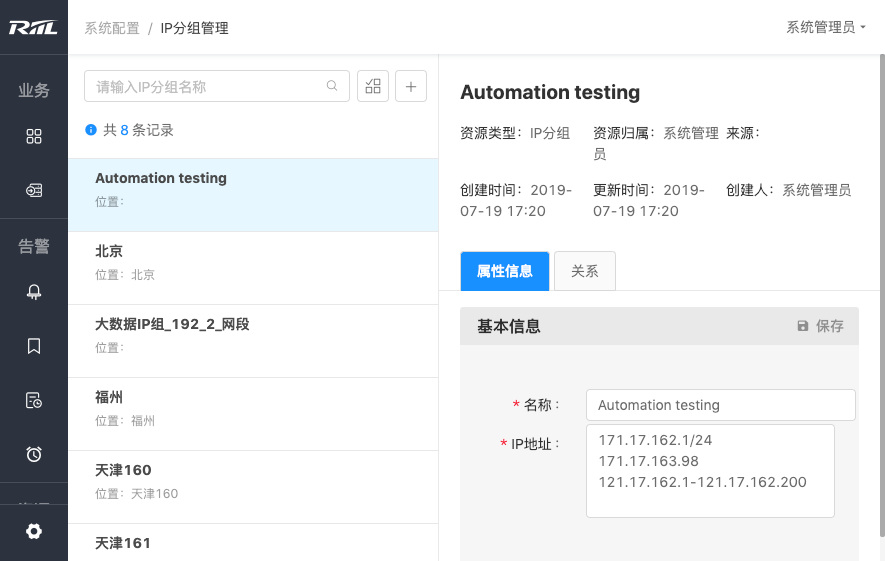 RIIL
系统配置 / IP分组管理
系统管理员
业务
告警
请输入IP分组名称
共 8 条记录
Automation testing
位置：
北京
位置：北京
大数据IP组_192_2_网段
位置：
福州
位置：福州
天津160
位置：天津160
天津161
Automation testing
资源类型：IP分组 资源归属：系统管理员 来源：
创建时间：2019-07-19 17:20 更新时间：2019-07-19 17:20 创建人：系统管理员
属性信息 关系
基本信息 保存
* 名称：Automation testing
* IP地址：171.17.162.1/24
171.17.163.98
121.17.162.1-121.17.162.200